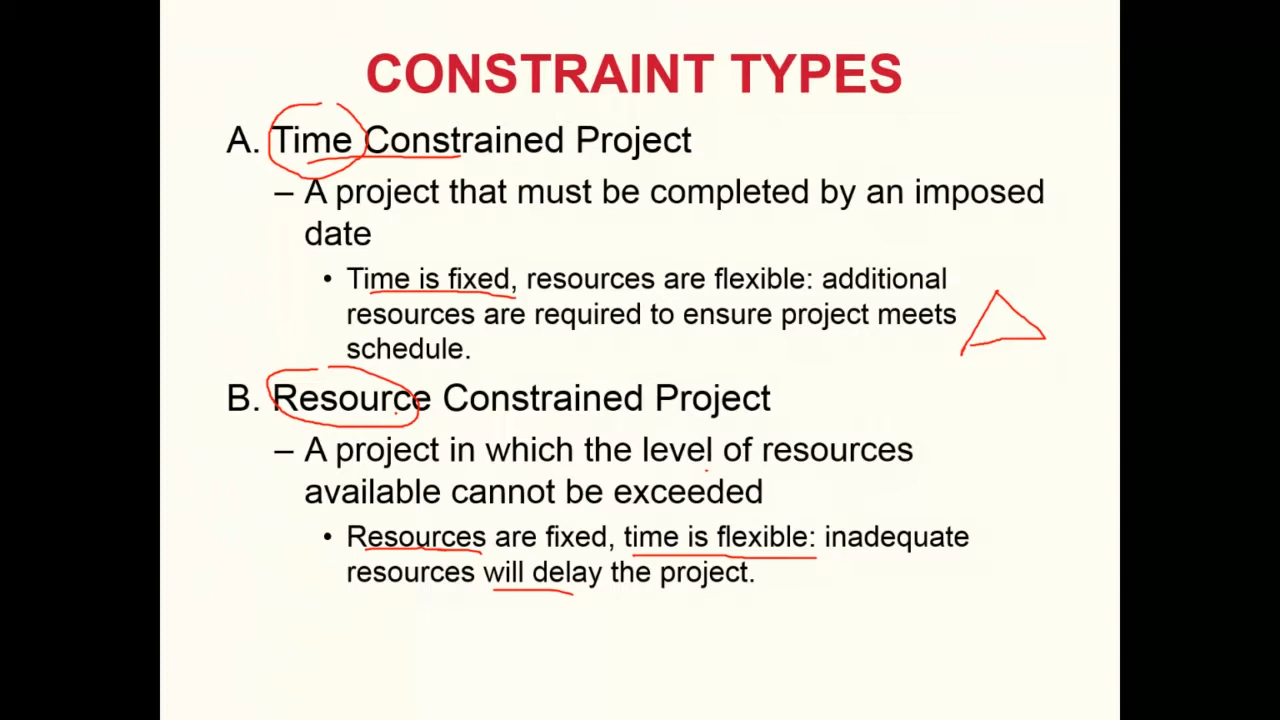 CONSTRAINT TYPES
A. Time Constrained Project
– A project that must be completed by an imposed
date
• Time is fixed, resources are flexible: additional
resources are required to ensure project meets
schedule.
B. Resource Constrained Project
– A project in which the level of resources
available cannot be exceeded
• Resources are fixed, time is flexible: inadequate
resources will delay the project.